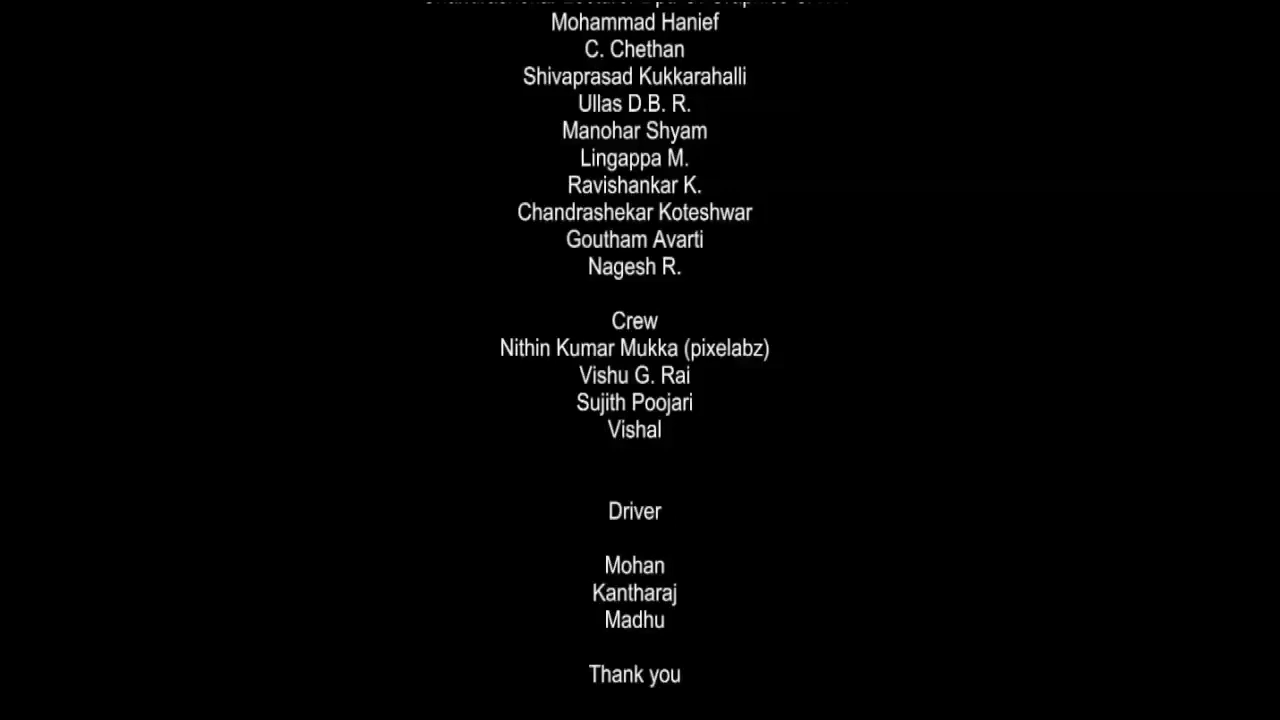 Mohammad Hanief
C. Chethan
Shivaprasad Kukkarahalli
Ullas D.B. R.
Manohar Shyam
Lingappa M.
Ravishankar K.
Chandrashekar Koteshwar
Goutham Avarti
Nagesh R.
Crew
Nithin Kumar Mukka (pixelabz)
Vishu G. Rai
Sujith Poojari
Vishal
Driver
Mohan
Kantharaj
Madhu
Thank you